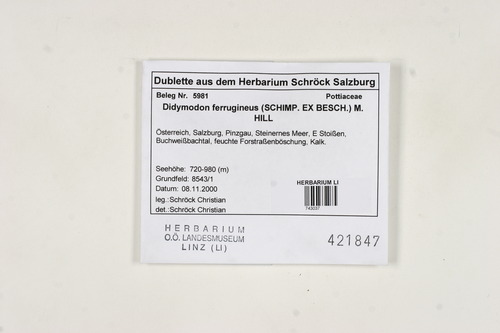 Dublette aus dem Herbarium Schröck Salzburg
Beleg Nr. 5981 Pottiaceae
Didymodon ferrugineus (SCHIMP. EX BESCH.) M.
HILL
Österreich, Salzburg, Pinzgau, Steinernes Meer, E Stoißen,
Buchweißbachtal, feuchte Forstraßenböschung, Kalk.
Seehöhe: 720-980 (m)
Grundfeld: 8543/1
Datum: 08.11.2000
leg.:Schröck Christian
det.:Schröck Christian
HERBARIUM LI
743037
HERBARIUM
O.Ö. LANDESMUSEUM
LINZ (LI)
421847